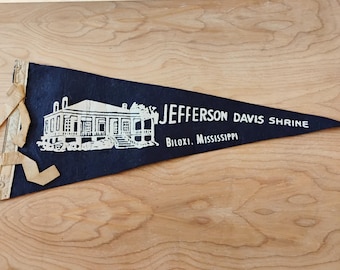 JEFFERSON DAVIS SHRINE
BILOXI, MISSISSIPPI